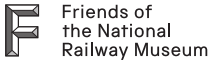 F
Friends of
the National
Railway Museum